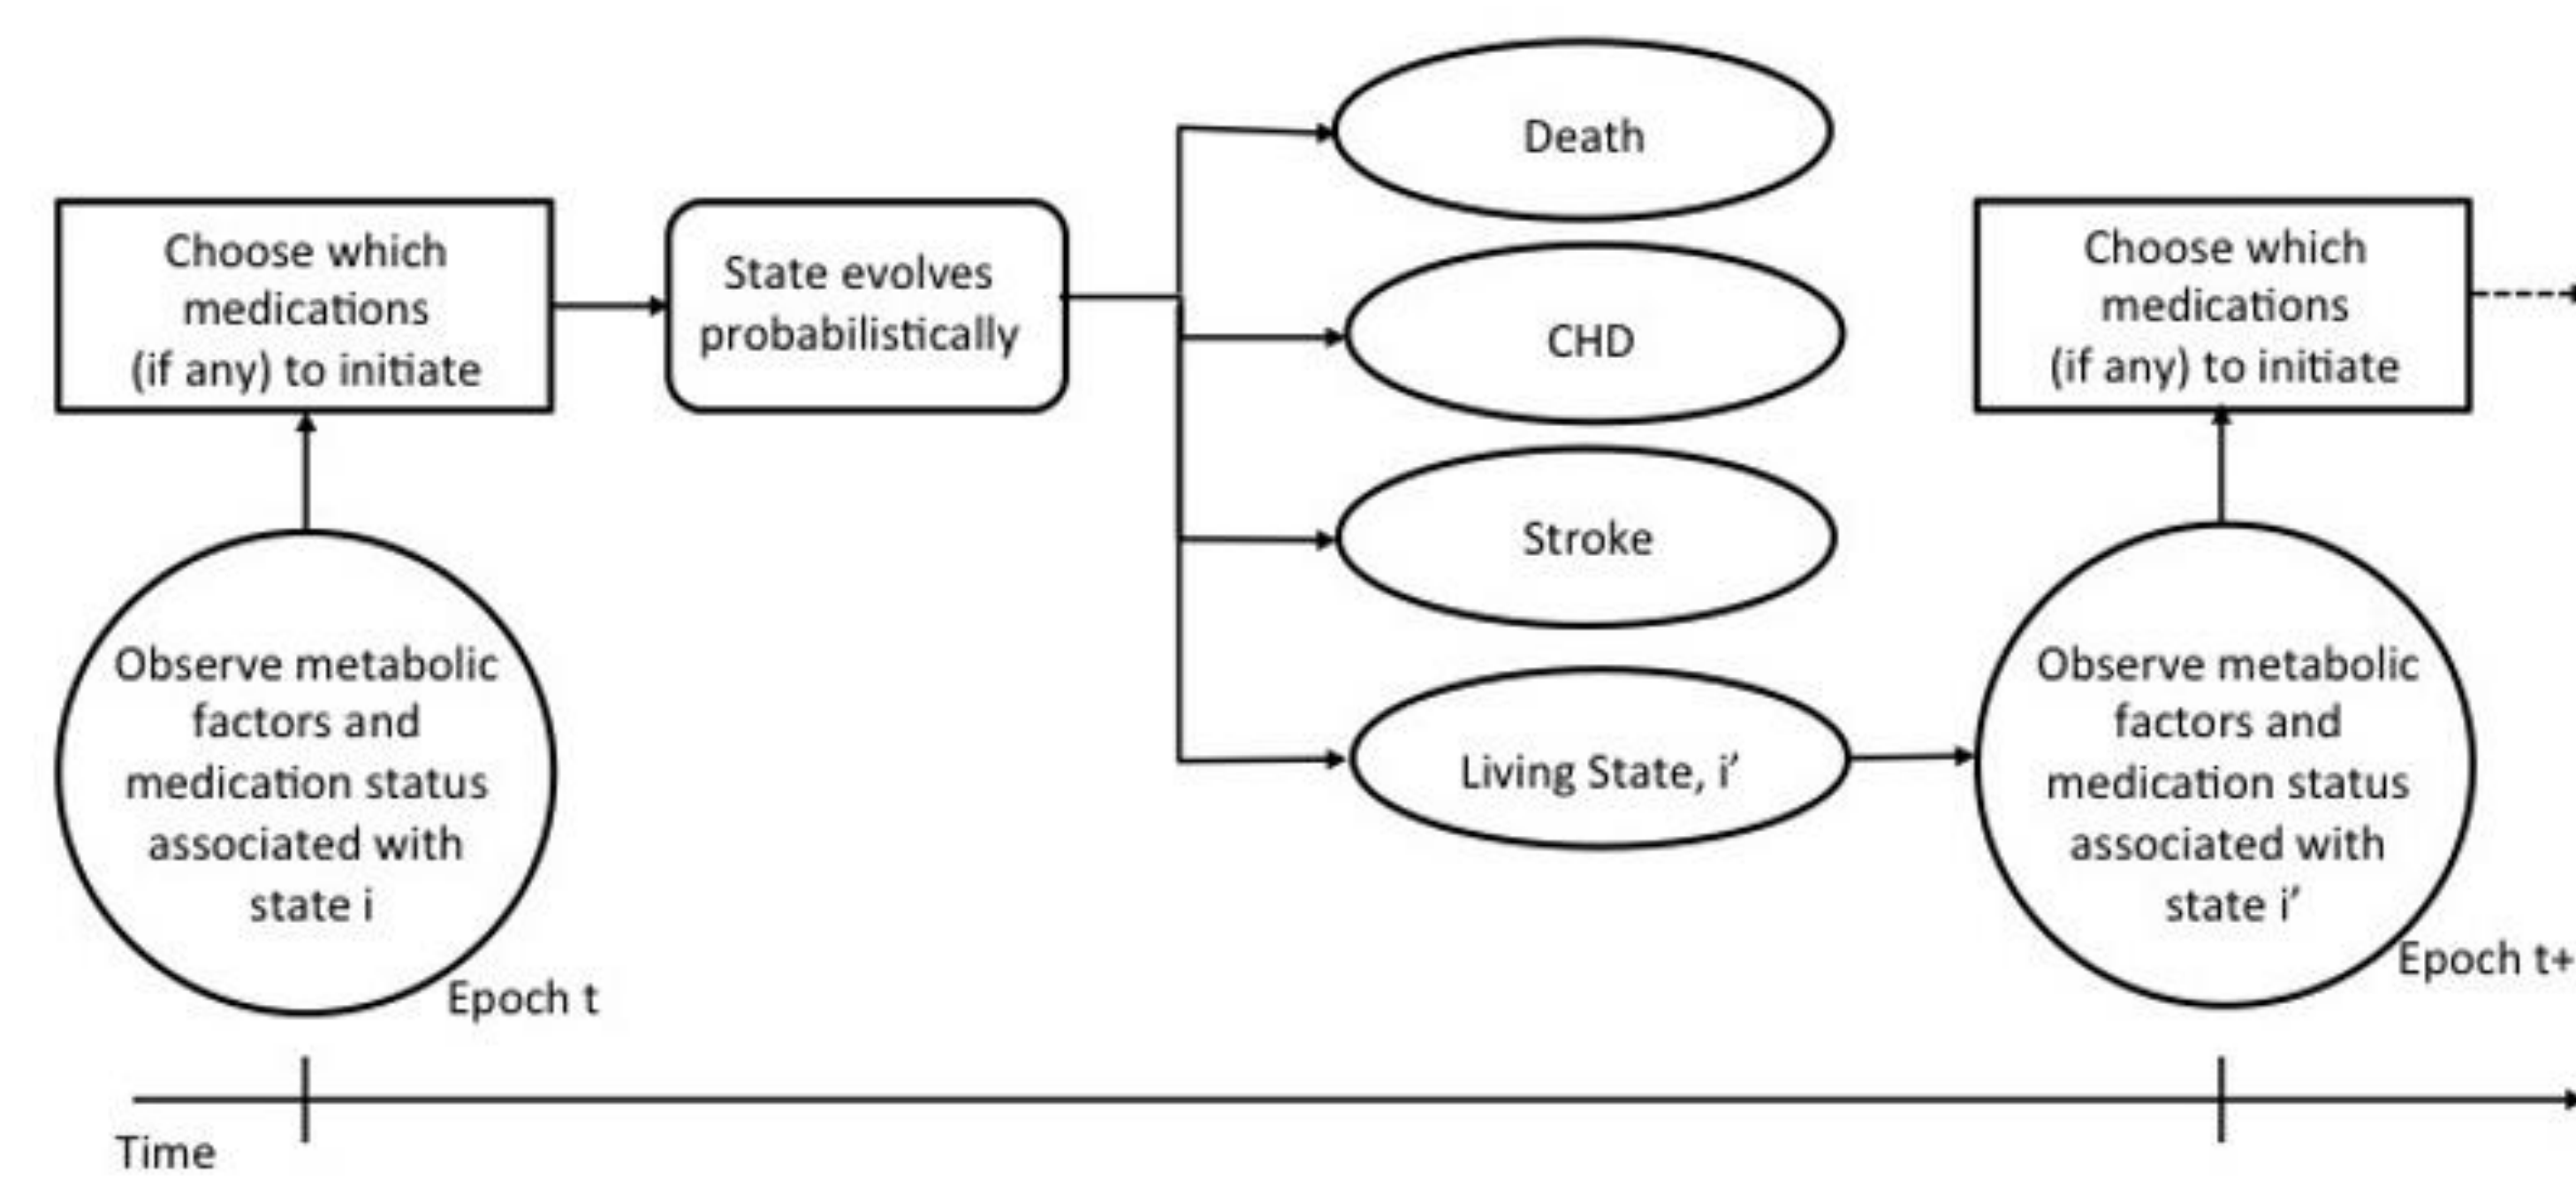 Choose which
medications
(if any) to initiate
State evolves
probabilistically
Death
CHD
Stroke
Living State, i’
Choose which
medications
(if any) to initiate
Observe metabolic
factors and
medication status
associated with
state i
Epoch t
Observe metabolic
factors and
medication status
associated with
state i’
Epoch t+
Time